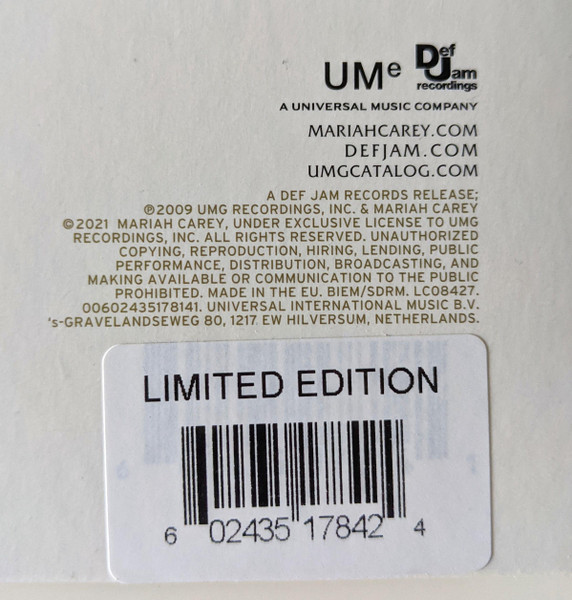 UMe Def Jam recordings
A UNIVERSAL MUSIC COMPANY
MARIAHCAREY.COM
DEFJAM.COM
UMGCATALOG.COM
A DEF JAM RECORDS RELEASE;
℗2009 UMG RECORDINGS, INC. & MARIAH CAREY
©2021 MARIAH CAREY, UNDER EXCLUSIVE LICENSE TO UMG
RECORDINGS, INC. ALL RIGHTS RESERVED. UNAUTHORIZED
COPYING, REPRODUCTION, HIRING, LENDING, PUBLIC
PERFORMANCE, DISTRIBUTION, BROADCASTING, AND
MAKING AVAILABLE OR COMMUNICATION TO THE PUBLIC
PROHIBITED. MADE IN THE EU. BIEM/SDRM. LC08427.
00602435178141. UNIVERSAL INTERNATIONAL MUSIC B.V.
's-GRAVELANDSEWEG 80, 1217 EW HILVERSUM, NETHERLANDS.
LIMITED EDITION
6 02435 17842 4